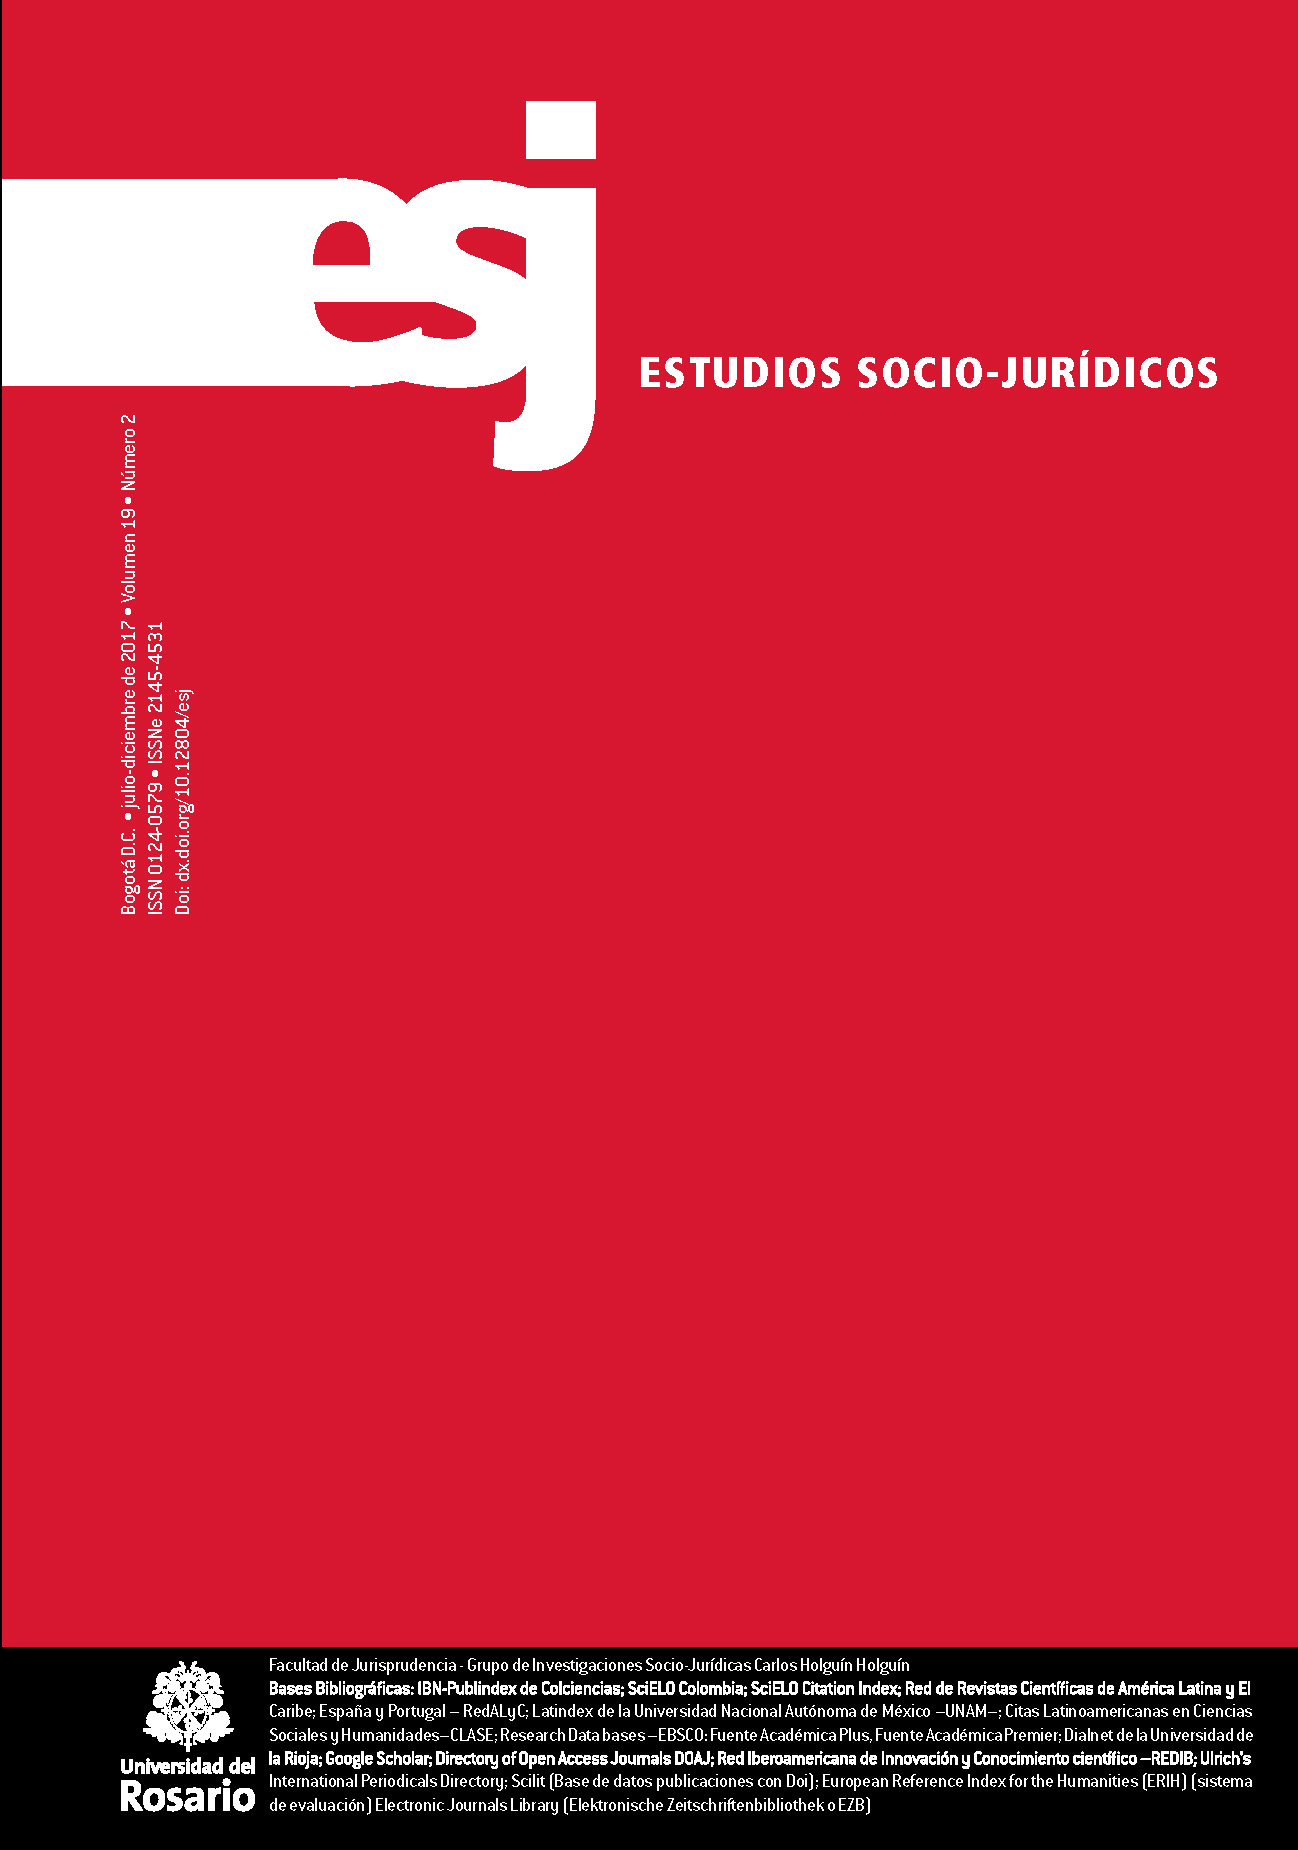 esj
ESTUDIOS SOCIO-JURÍDICOS
Bogotá D.C. • julio-diciembre de 2017 • Volumen 19 • Número 2
ISSN 0124-0579 • ISSNe 2145-4531
Doi: dx.doi.org/10.12804/esj
Universidad del
Rosario
Facultad de Jurisprudencia - Grupo de Investigaciones Socio-Jurídicas Carlos Holguín Holguín
Bases Bibliográficas: IBN-Publindex de Colciencias; SciELO Colombia; SciELO Citation Index; Red de Revistas Científicas de América Latina y El
Caribe; España y Portugal – RedALyC; Latindex de la Universidad Nacional Autónoma de México –UNAM–; Citas Latinoamericanas en Ciencias
Sociales y Humanidades–CLASE; Research Data bases –EBSCO: Fuente Académica Plus, Fuente Académica Premier; Dialnet de la Universidad de
la Rioja; Google Scholar; Directory of Open Access Journals DOAJ; Red Iberoamericana de Innovación y Conocimiento científico –REDIB; Ulrich's
International Periodicals Directory; Scilit (Base de datos publicaciones con Doi); European Reference Index for the Humanities (ERIH) (sistema
de evaluación) Electronic Journals Library (Elektronische Zeitschriftenbibliothek o EZB)